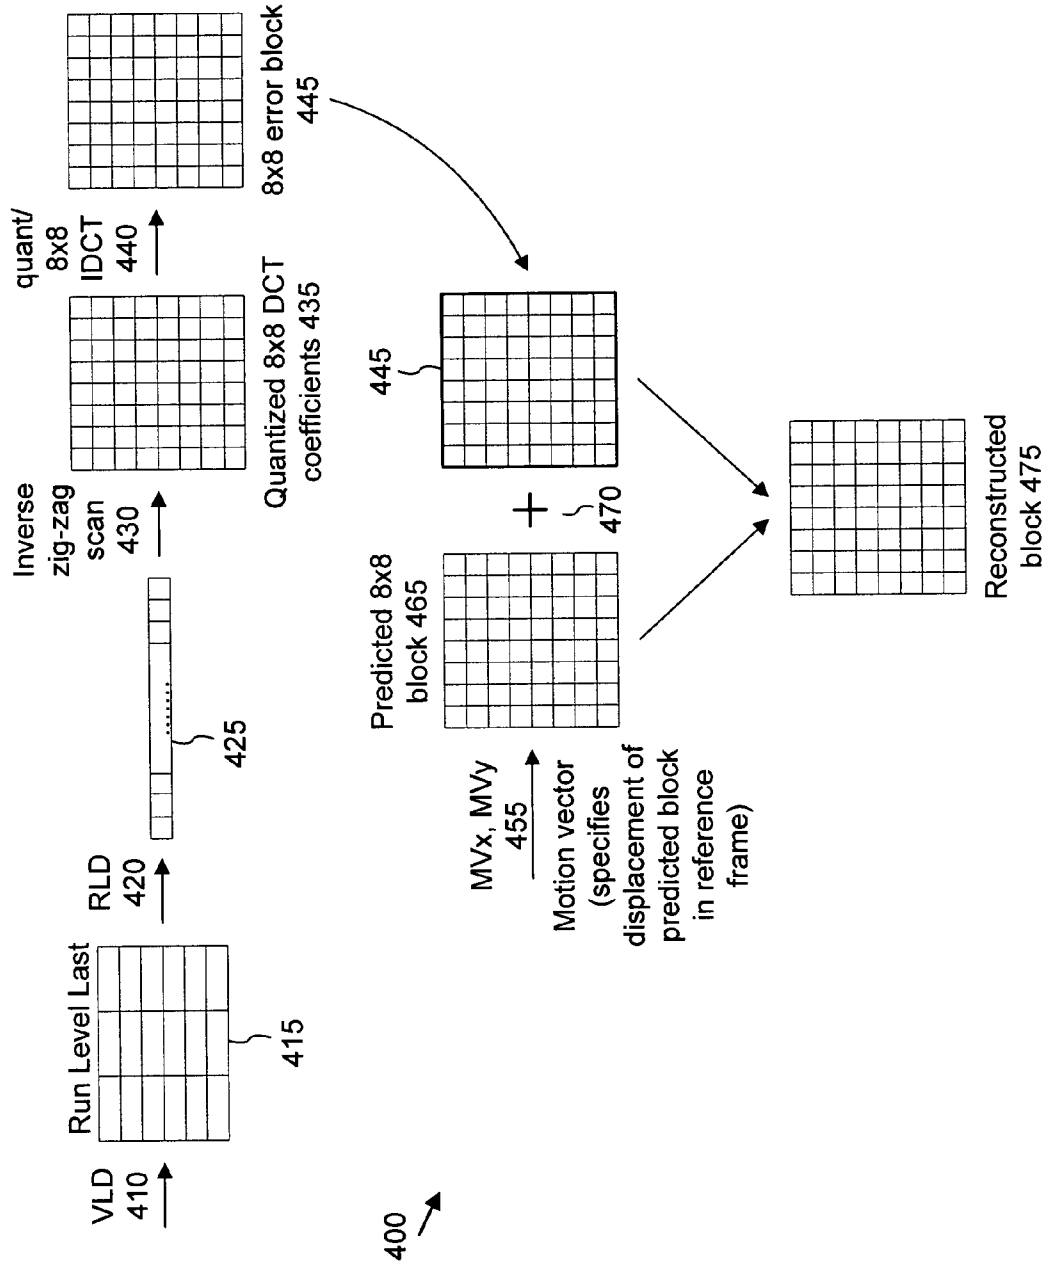 VLD
410
Run Level Last
415
RLD
420
425
Inverse
zig-zag
scan
430
Quantized 8x8 DCT
coefficients 435
quant/
8x8
IDCT
440
8x8 error block
445
MVx, MVy
455
Motion vector
(specifies
displacement of
predicted block
in reference
frame)
Predicted 8x8
block 465
+
470
445
Reconstructed
block 475
400